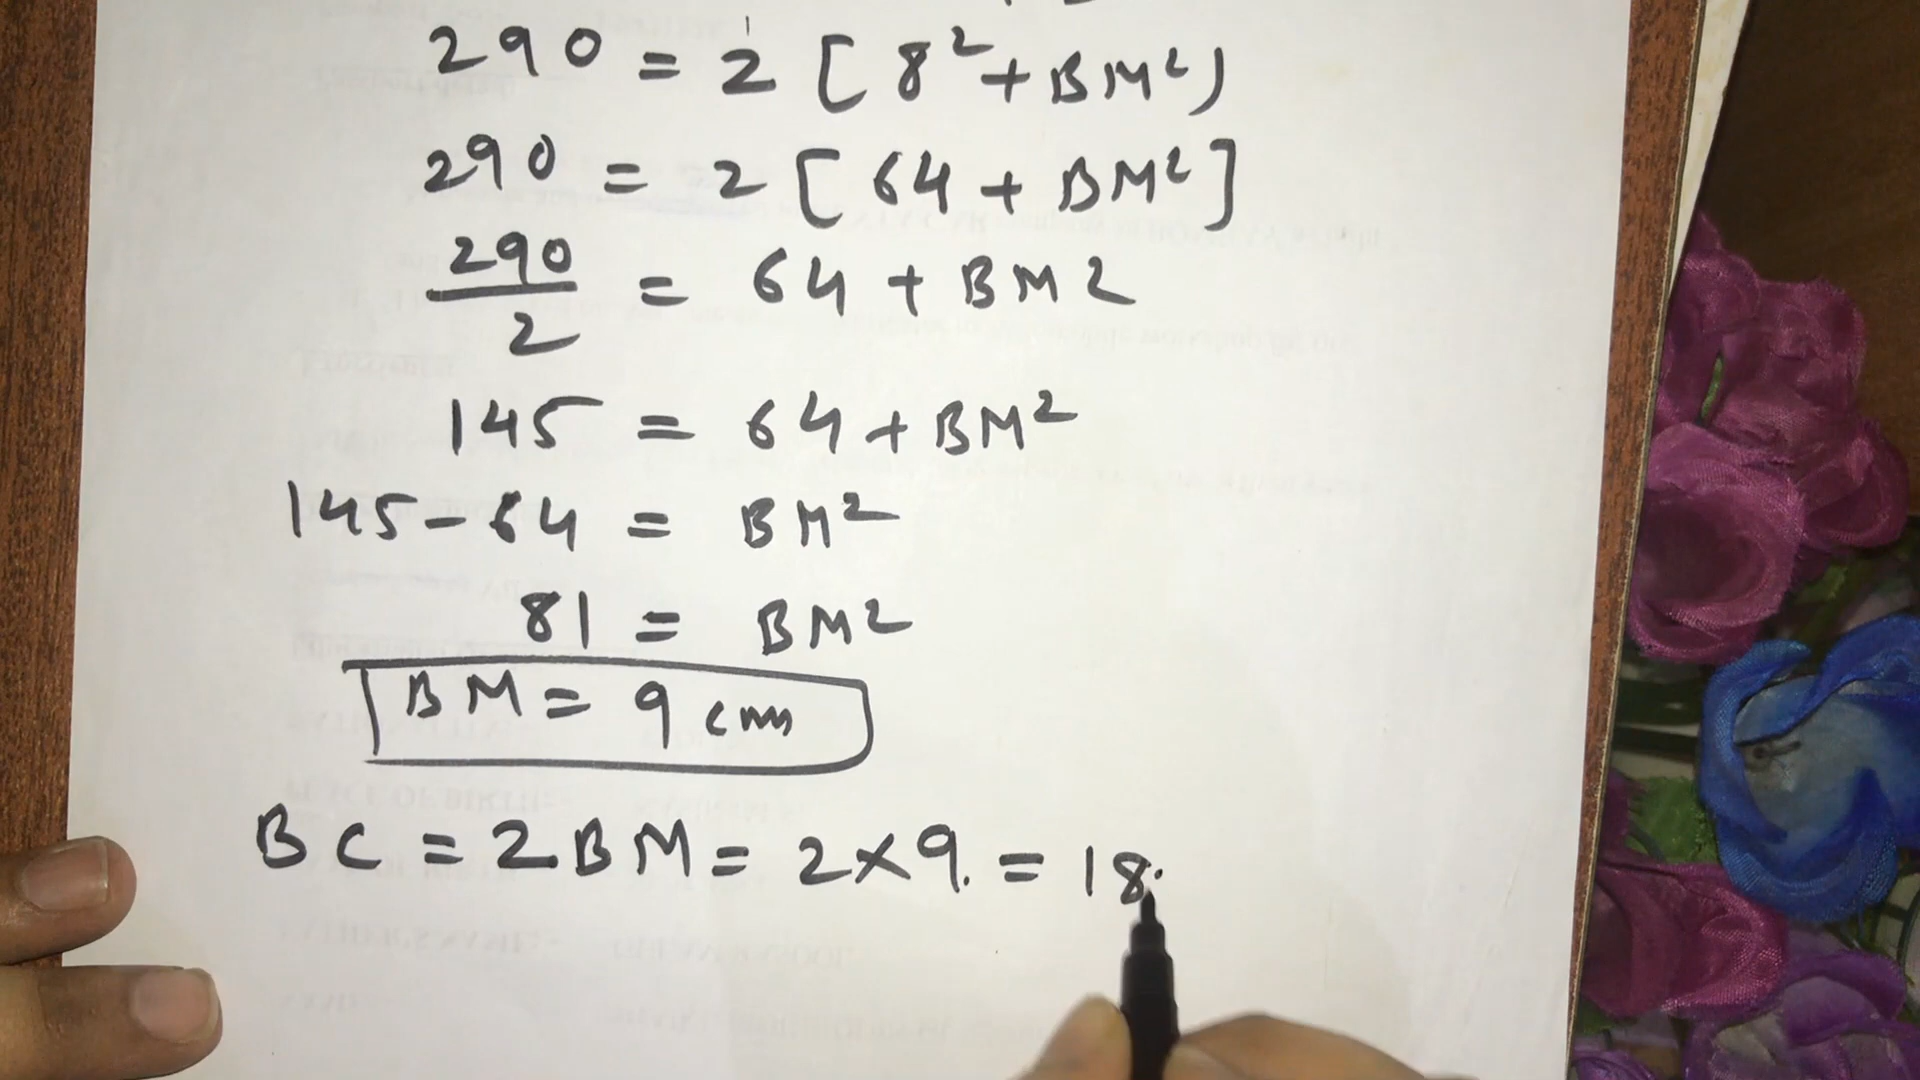 290 = 2 [ 8² + BM² )
290 = 2 [ 64 + BM² ]
290/2 = 64 + BM2
145 = 64 + BM²
145 - 64 = BM²
81 = BM2
BM = 9 cm
BC = 2BM = 2 × 9. = 18.